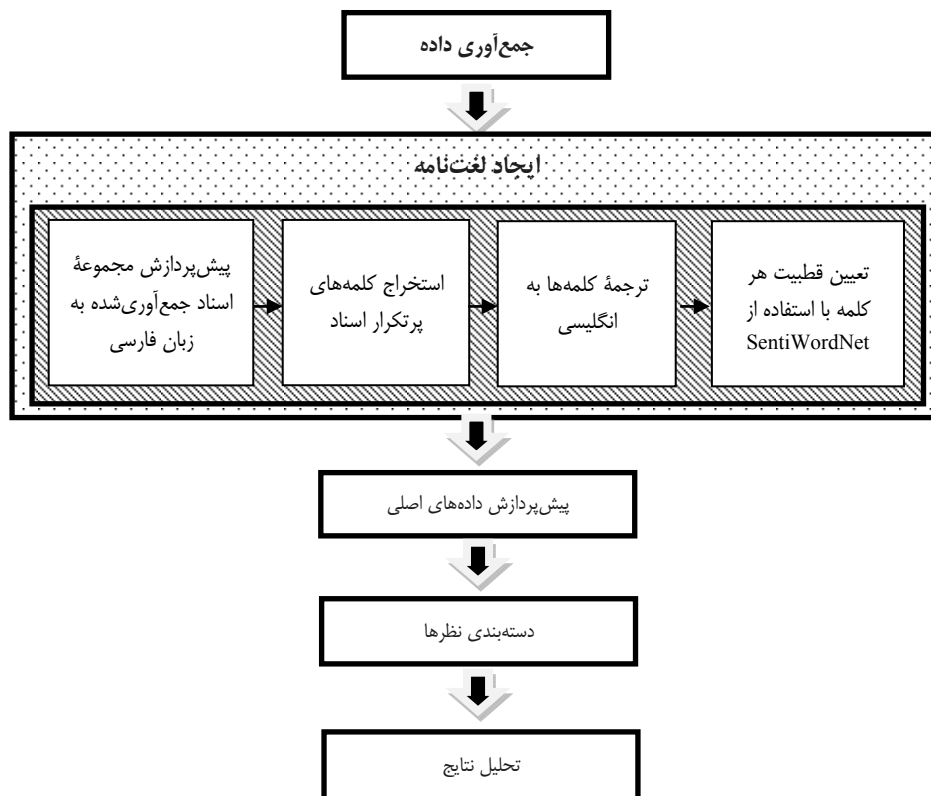 جمع‌آوری داده
ایجاد لغت‌نامه
پیش‌پردازش مجموعهٔ
اسناد جمع‌آوری‌شده به
زبان فارسی
استخراج کلمه‌های
پرتکرار اسناد
ترجمهٔ کلمه‌ها به
انگلیسی
تعیین قطبیت هر
کلمه با استفاده از
SentiWordNet
پیش‌پردازش داده‌های اصلی
دسته‌بندی نظرها
تحلیل نتایج